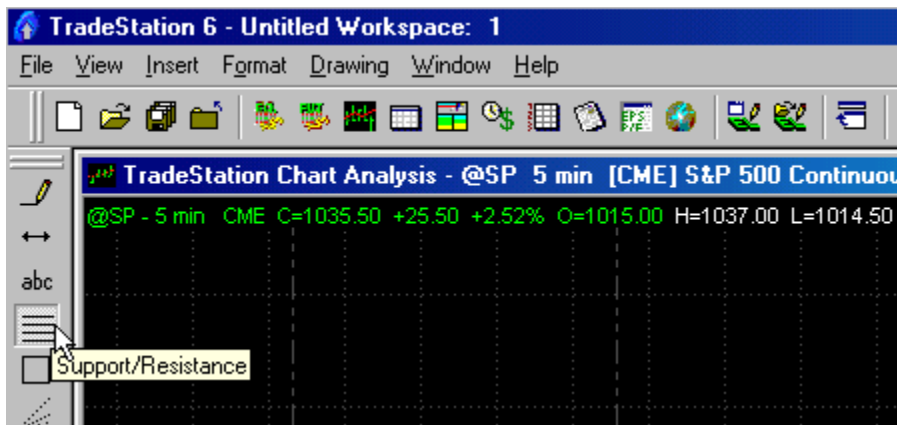 TradeStation 6 - Untitled Workspace: 1
File View Insert Format Drawing Window Help
TradeStation Chart Analysis - @SP 5 min [CME] S&P 500 Continuou
@SP - 5 min CME C=1035.50 +25.50 +2.52% O=1015.00 H=1037.00 L=1014.50
abc
Support/Resistance